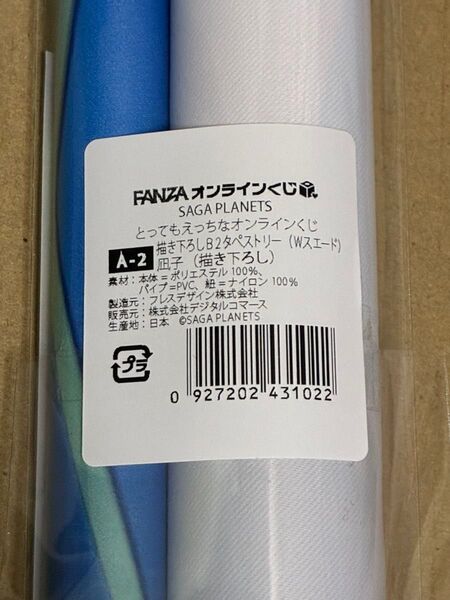 FANZA オンラインくじ
SAGA PLANETS
とってもえっちなオンラインくじ
A-2
描き下ろしB2タペストリー（Wスエード）
凪子（描き下ろし）
素材：本体＝ポリエステル100％、
パイプ＝PVC、紐＝ナイロン100％
製造元：フレスデザイン株式会社
販売元：株式会社デジタルコマース
生産地：日本 ©SAGA PLANETS
プラ
0 927202 431022